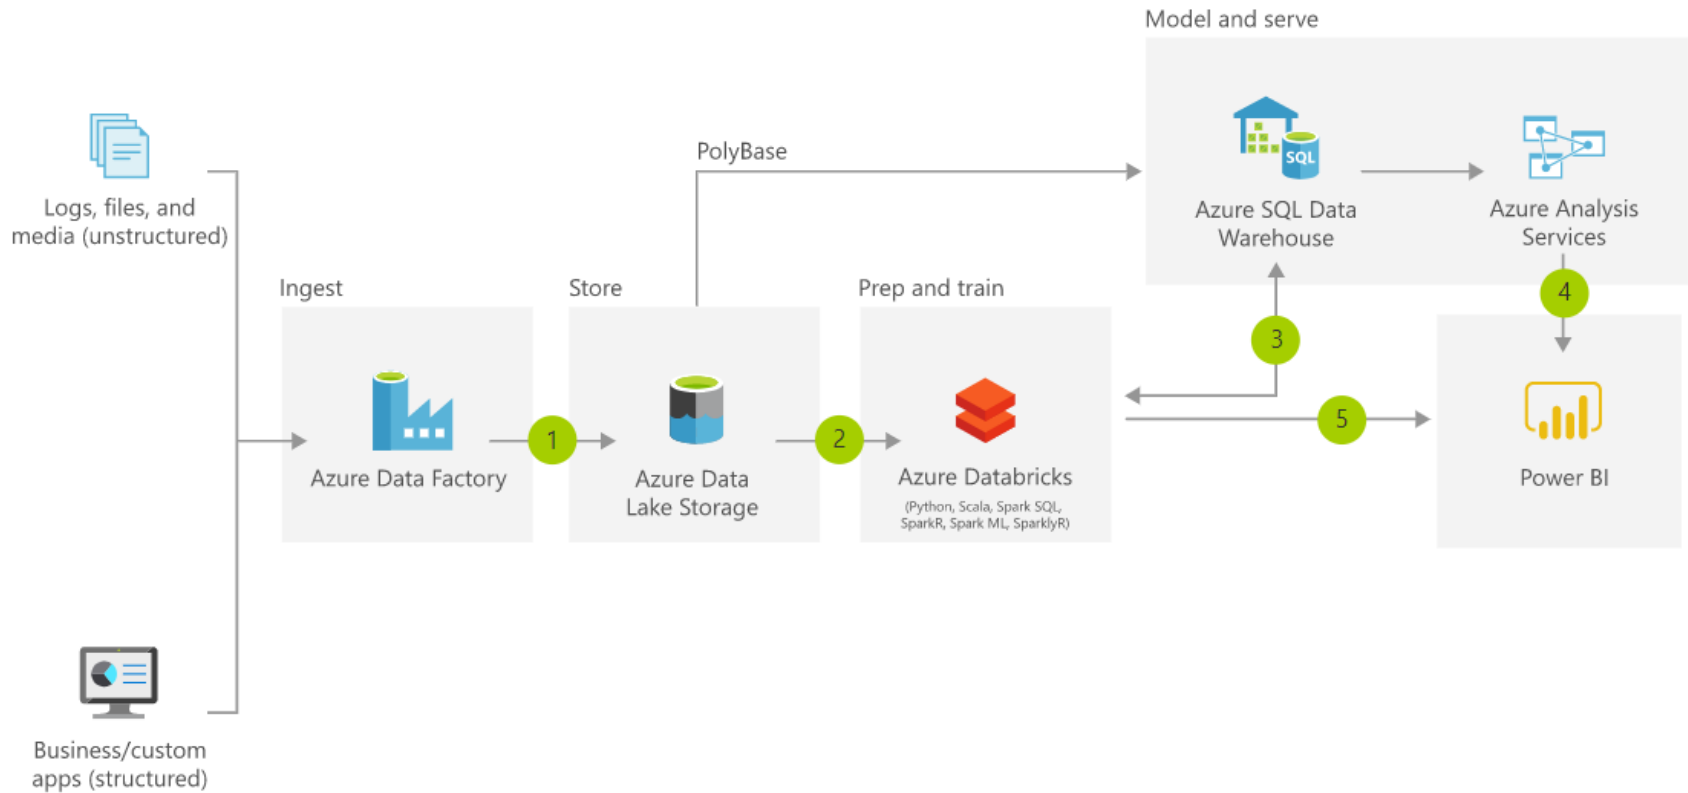 Model and serve
SQL
Azure SQL Data
Warehouse
Azure Analysis
Services
PolyBase
Logs, files, and
media (unstructured)
Ingest
Azure Data Factory
1
Store
Azure Data
Lake Storage
2
Prep and train
Azure Databricks
(Python, Scala, Spark SQL,
SparkR, Spark ML, SparklyR)
3
4
5
Power BI
Business/custom
apps (structured)